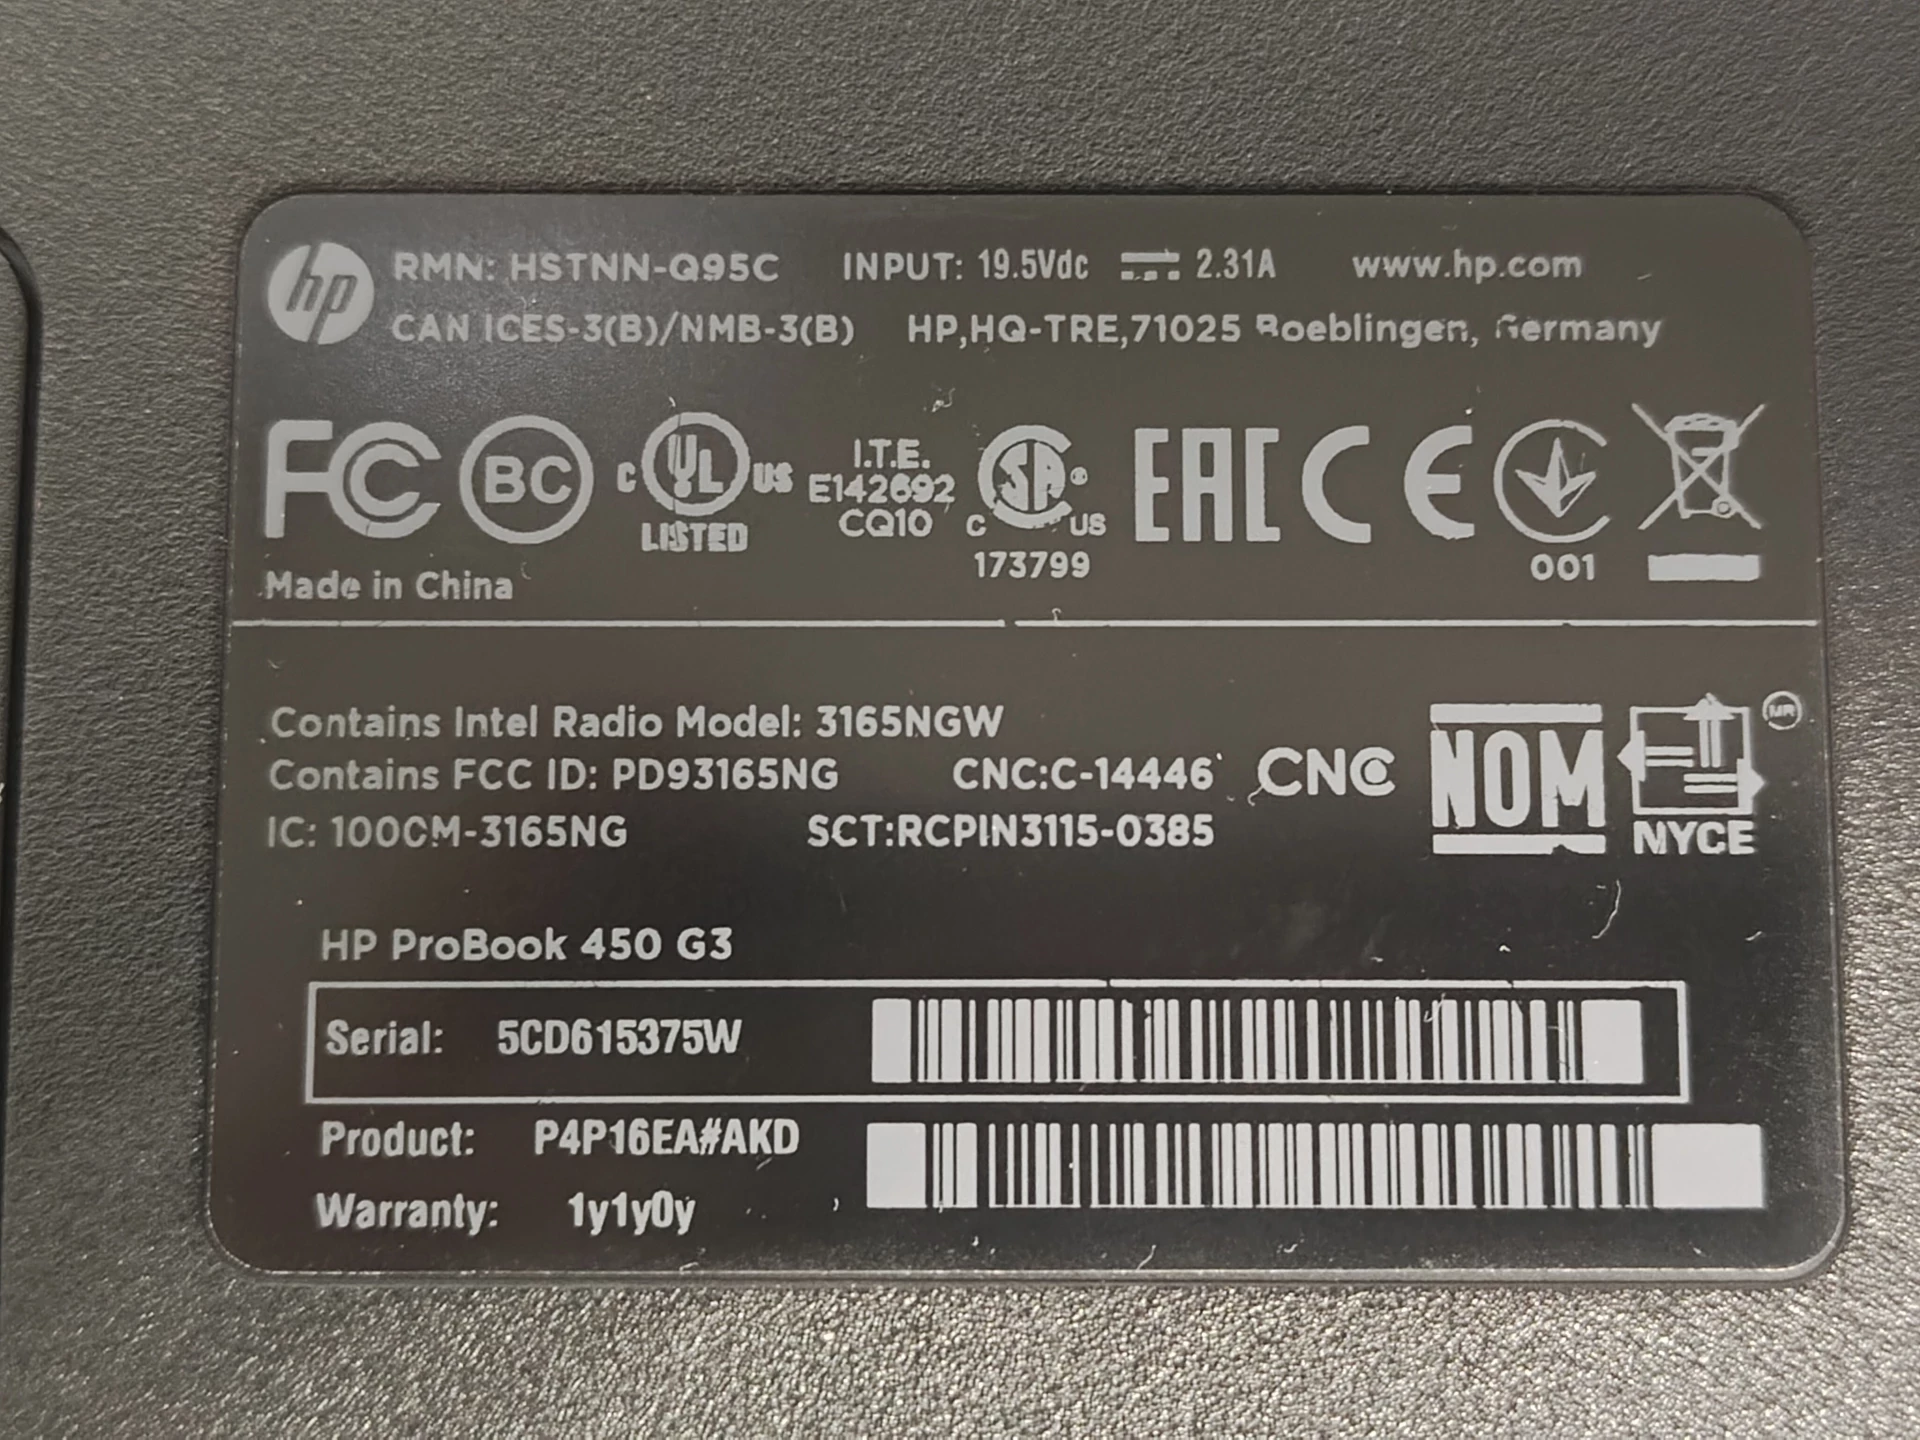 hp RMN: HSTNN-Q95C INPUT: 19.5Vdc 2.31A www.hp.com
CAN ICES-3(B)/NMB-3(B) HP,HQ-TRE,71025 Boeblingen, Germany
FC BC C UL US LISTED I.T.E. E142692 CQ10 C SA US 173799 EAC CE 001
Made in China
Contains Intel Radio Model: 3165NGW
Contains FCC ID: PD93165NG CNC:C-14446 CNC NOM NYCE MR
IC: 100CM-3165NG SCT:RCPIN3115-0385
HP ProBook 450 G3
Serial: 5CD615375W
Product: P4P16EA#AKD
Warranty: 1y1y0y